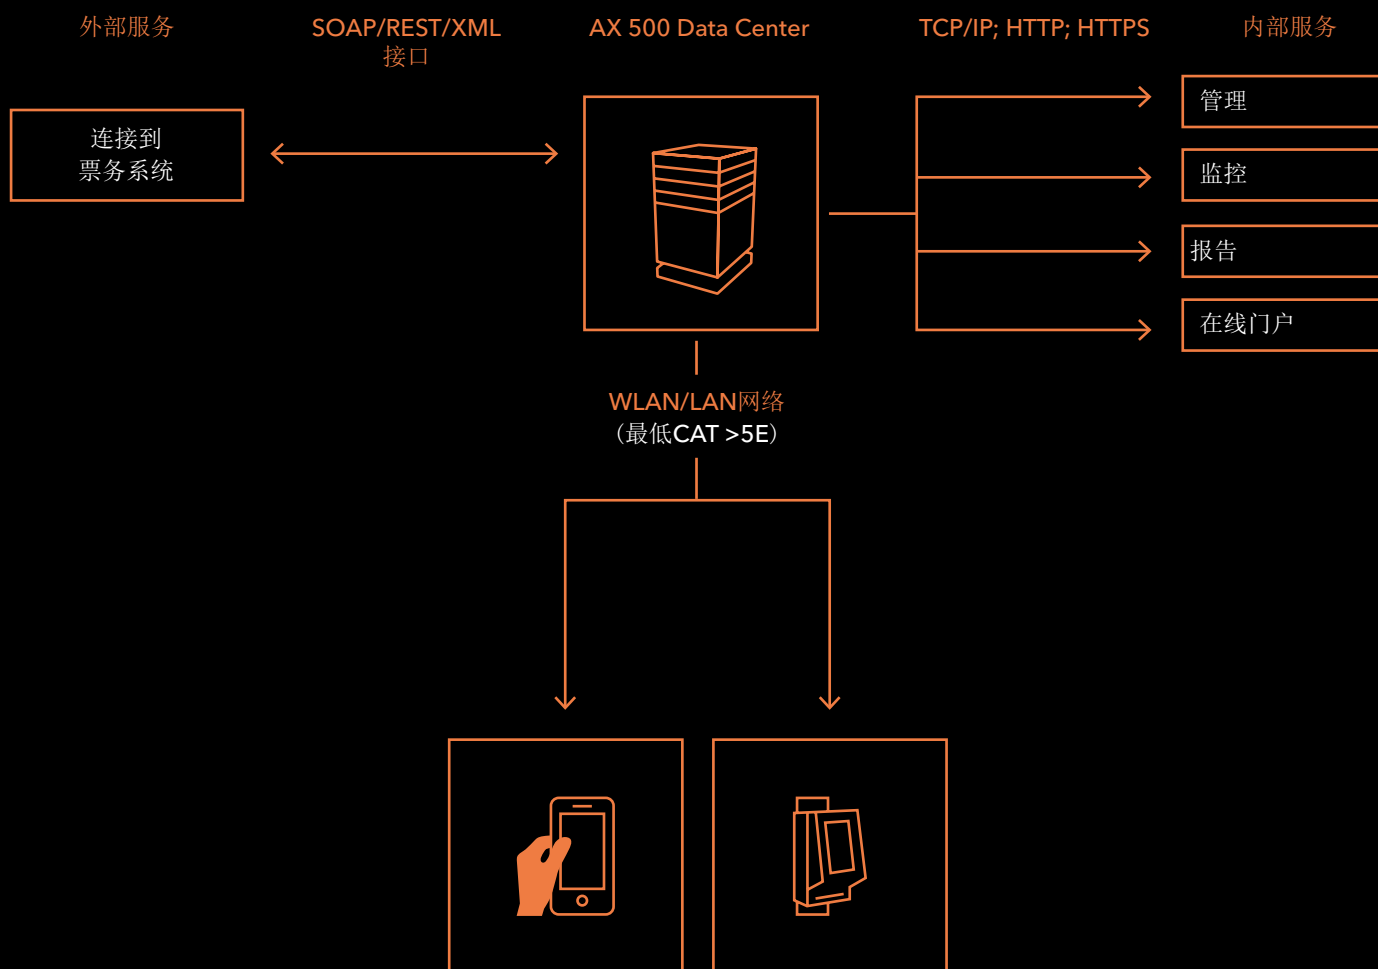 外部服务
SOAP/REST/XML
接口
AX 500 Data Center
TCP/IP; HTTP; HTTPS
内部服务
连接到
票务系统
管理
监控
报告
在线门户
WLAN/LAN网络
（最低CAT >5E）